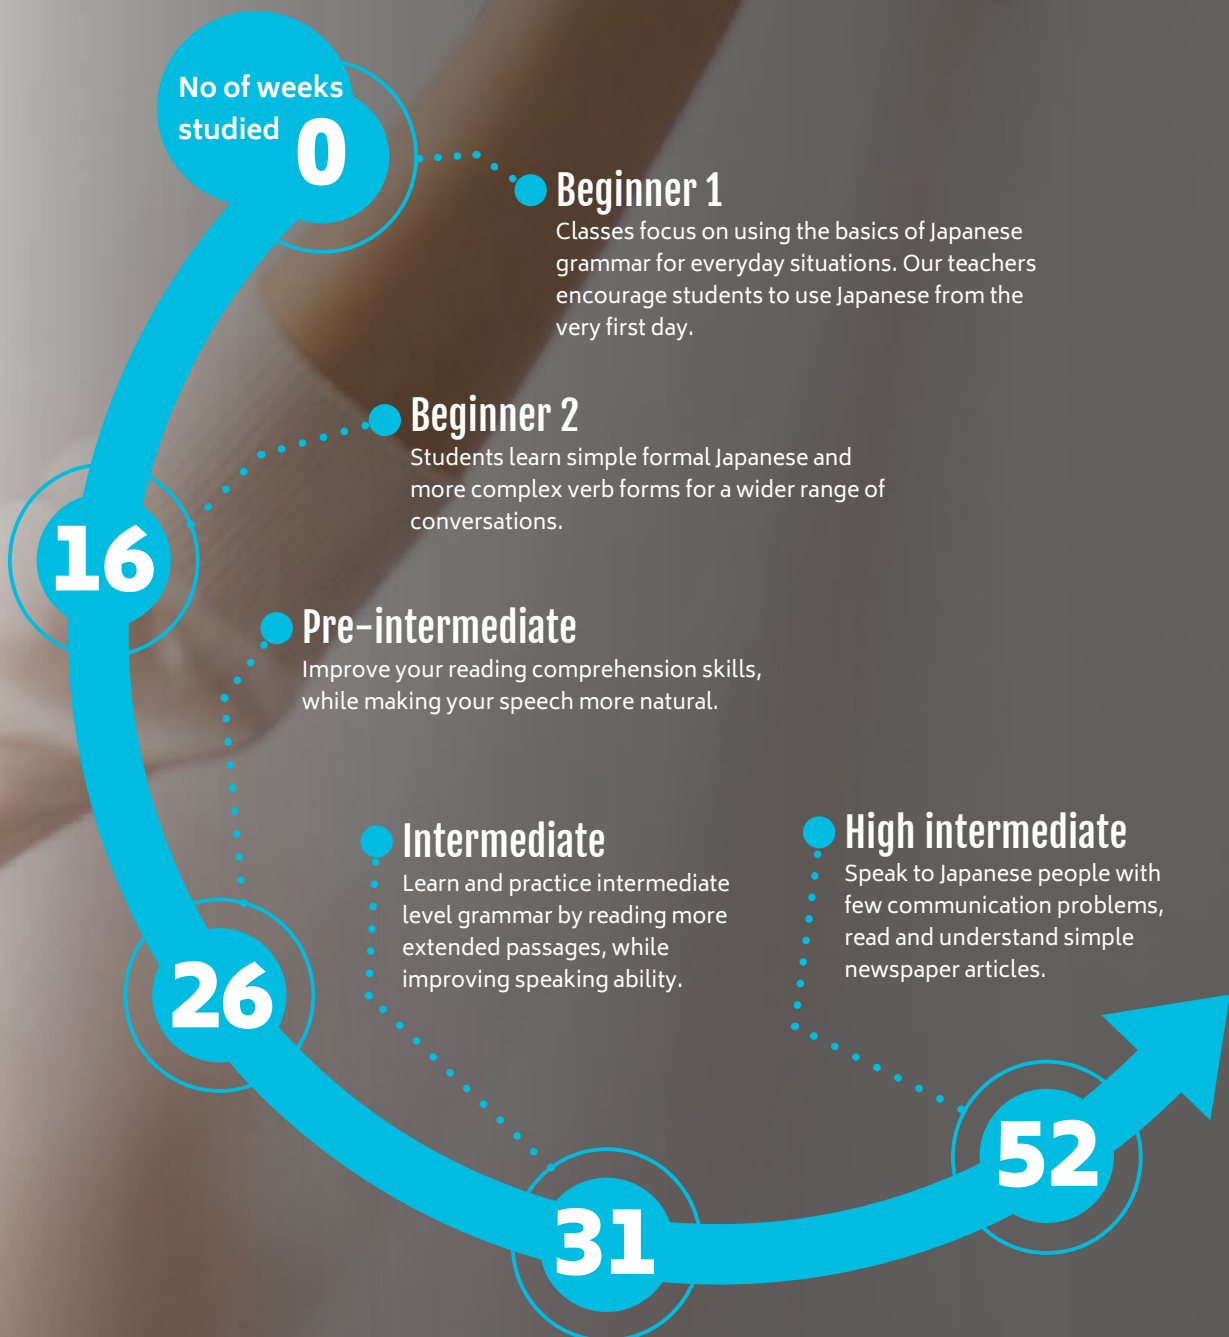 No of weeks
studied 0
Beginner 1
Classes focus on using the basics of Japanese
grammar for everyday situations. Our teachers
encourage students to use Japanese from the
very first day.
Beginner 2
Students learn simple formal Japanese and
more complex verb forms for a wider range of
conversations.
16
Pre-intermediate
Improve your reading comprehension skills,
while making your speech more natural.
26
Intermediate
Learn and practice intermediate
level grammar by reading more
extended passages, while
improving speaking ability.
31
High intermediate
Speak to Japanese people with
few communication problems,
read and understand simple
newspaper articles.
52